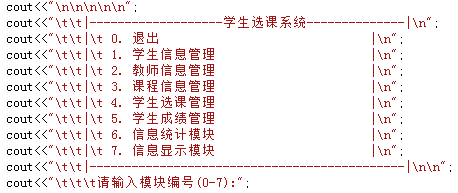 cout<<"\n\n\n\n\n";
cout<<"\t\t|-------------------学生选课系统--------------|\n";
cout<<"\t\t|\t 0. 退出                              |\n";
cout<<"\t\t|\t 1. 学生信息管理                      |\n";
cout<<"\t\t|\t 2. 教师信息管理                      |\n";
cout<<"\t\t|\t 3. 课程信息管理                      |\n";
cout<<"\t\t|\t 4. 学生选课管理                      |\n";
cout<<"\t\t|\t 5. 学生成绩管理                      |\n";
cout<<"\t\t|\t 6. 信息统计模块                      |\n";
cout<<"\t\t|\t 7. 信息显示模块                      |\n";
cout<<"\t\t|---------------------------------------------|\n\n";
cout<<"\t\t\t请输入模块编号(0-7):";